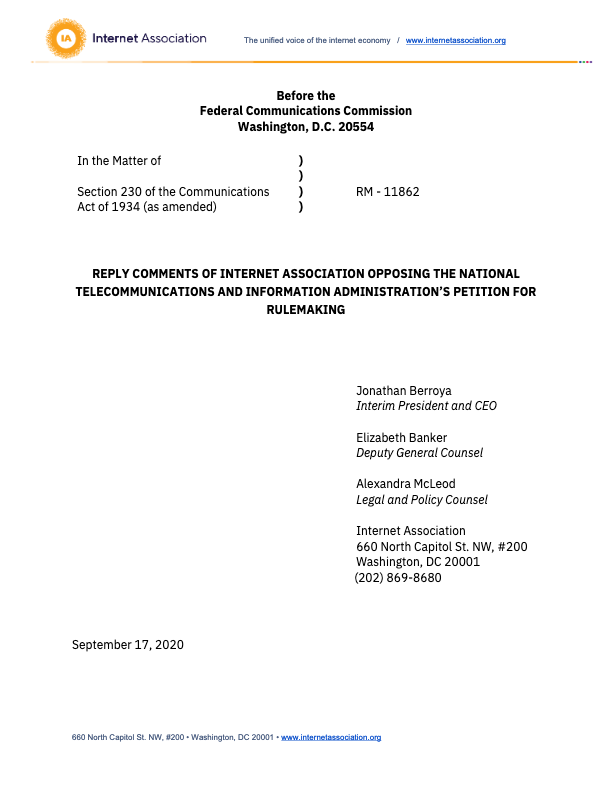 IA Internet Association The unified voice of the internet economy / www.internetassociation.org
Before the
Federal Communications Commission
Washington, D.C. 20554
In the Matter of )
)
Section 230 of the Communications ) RM - 11862
Act of 1934 (as amended) )
REPLY COMMENTS OF INTERNET ASSOCIATION OPPOSING THE NATIONAL
TELECOMMUNICATIONS AND INFORMATION ADMINISTRATION’S PETITION FOR
RULEMAKING
Jonathan Berroya
Interim President and CEO
Elizabeth Banker
Deputy General Counsel
Alexandra McLeod
Legal and Policy Counsel
Internet Association
660 North Capitol St. NW, #200
Washington, DC 20001
(202) 869-8680
September 17, 2020
660 North Capitol St. NW, #200 • Washington, DC 20001 • www.internetassociation.org